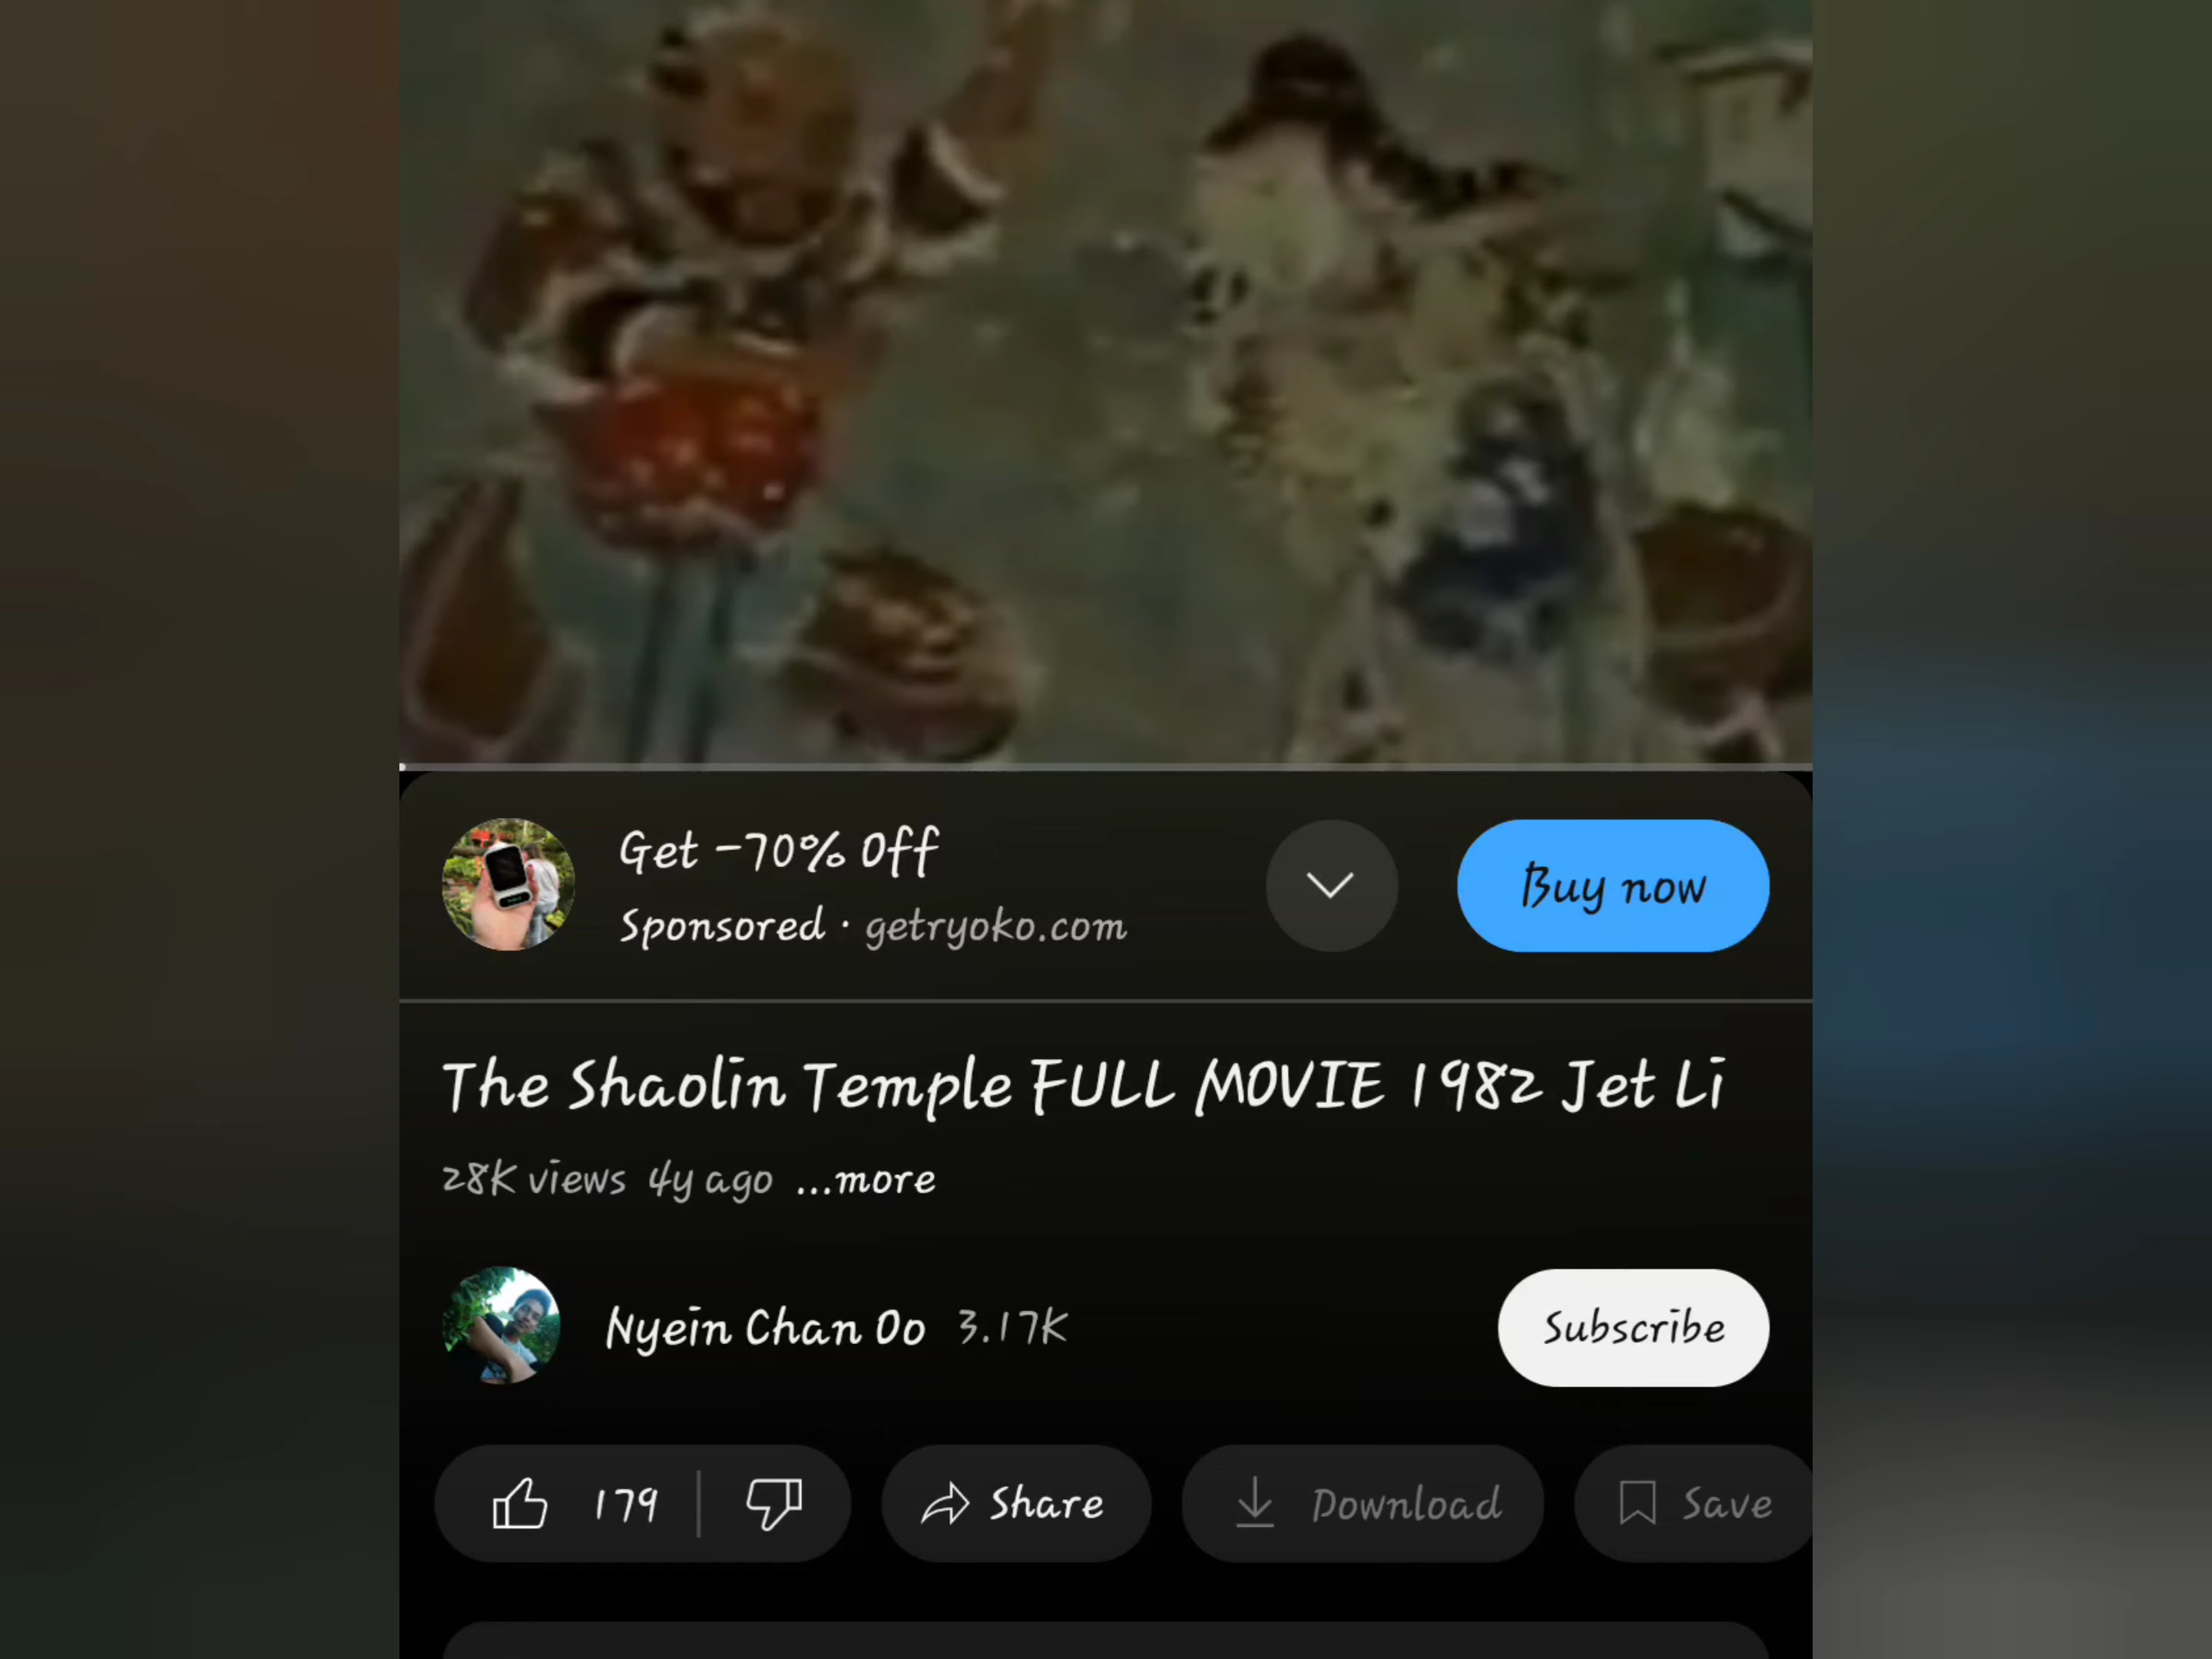 Get -70% Off
Sponsored · getryoko.com
Buy now
The Shaolin Temple FULL MOVIE 1982 Jet Li
28K views 4y ago ...more
Nyein Chan Oo 3.17K
Subscribe
179
Share
Download
Save